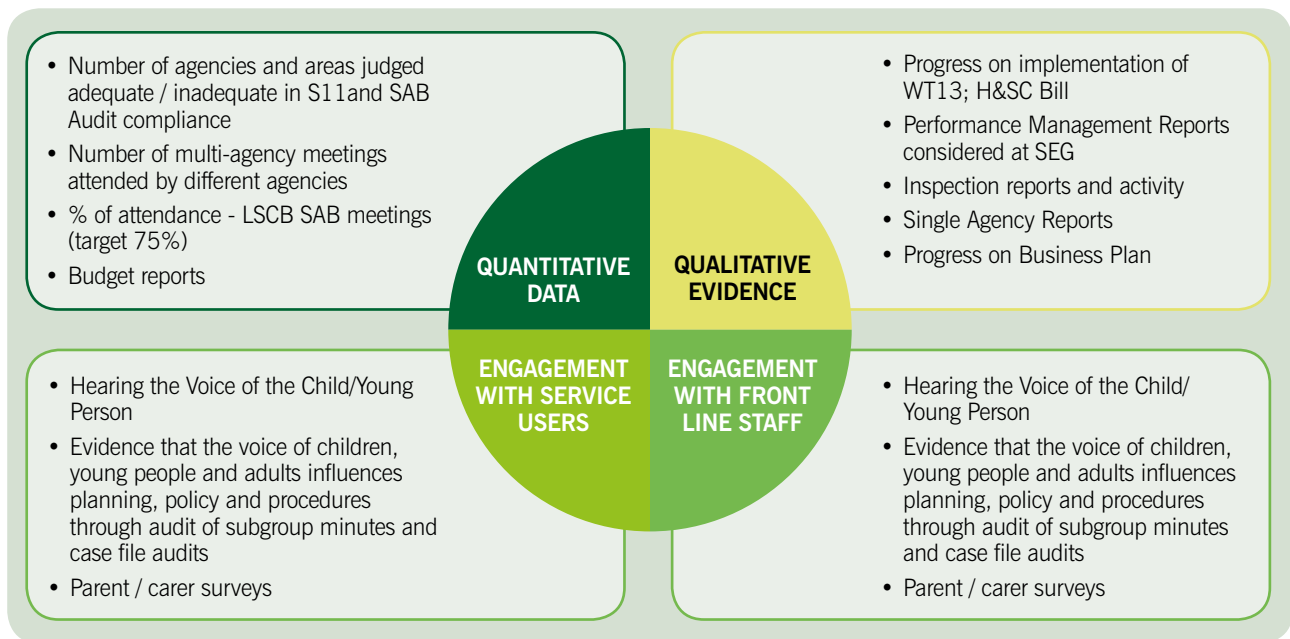 • Number of agencies and areas judged
adequate / inadequate in S11and SAB
Audit compliance
• Number of multi-agency meetings
attended by different agencies
• % of attendance - LSCB SAB meetings
(target 75%)
• Budget reports
• Progress on implementation of
WT13; H&SC Bill
• Performance Management Reports
considered at SEG
• Inspection reports and activity
• Single Agency Reports
• Progress on Business Plan
QUANTITATIVE
DATA
QUALITATIVE
EVIDENCE
ENGAGEMENT
WITH SERVICE
USERS
ENGAGEMENT
WITH FRONT
LINE STAFF
• Hearing the Voice of the Child/Young
Person
• Evidence that the voice of children,
young people and adults influences
planning, policy and procedures
through audit of subgroup minutes and
case file audits
• Parent / carer surveys
• Hearing the Voice of the Child/
Young Person
• Evidence that the voice of children,
young people and adults influences
planning, policy and procedures
through audit of subgroup minutes
and case file audits
• Parent / carer surveys